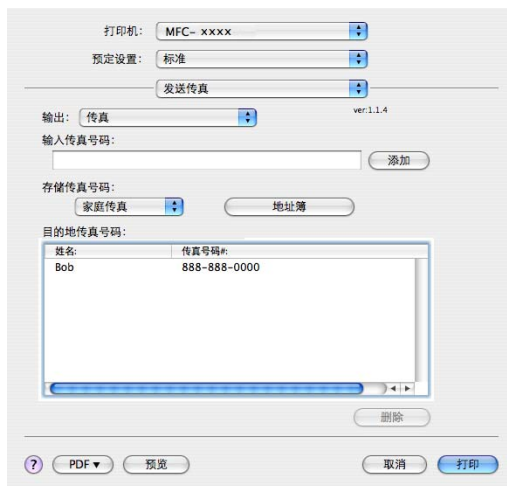 打印机: MFC- xxxx
预定设置: 标准
发送传真
ver:1.1.4
输出: 传真
输入传真号码:
添加
存储传真号码:
家庭传真 地址簿
目的地传真号码:
姓名: 传真号码#:
Bob 888-888-0000
删除
? PDF▼ 预览 取消 打印